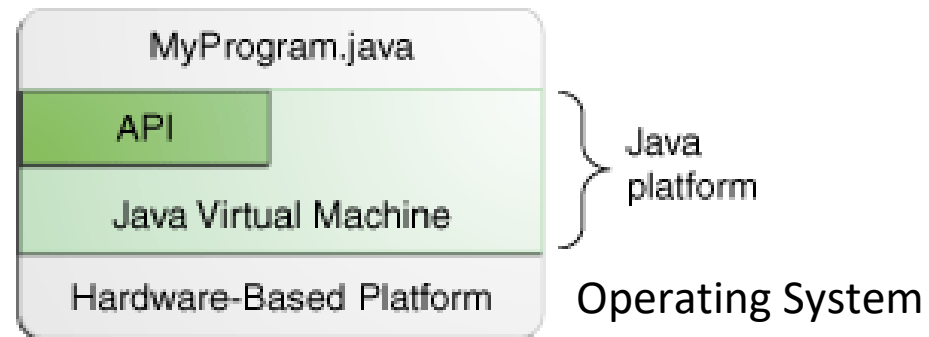 MyProgram.java
API
Java
platform
Java Virtual Machine
Hardware-Based Platform
Operating System